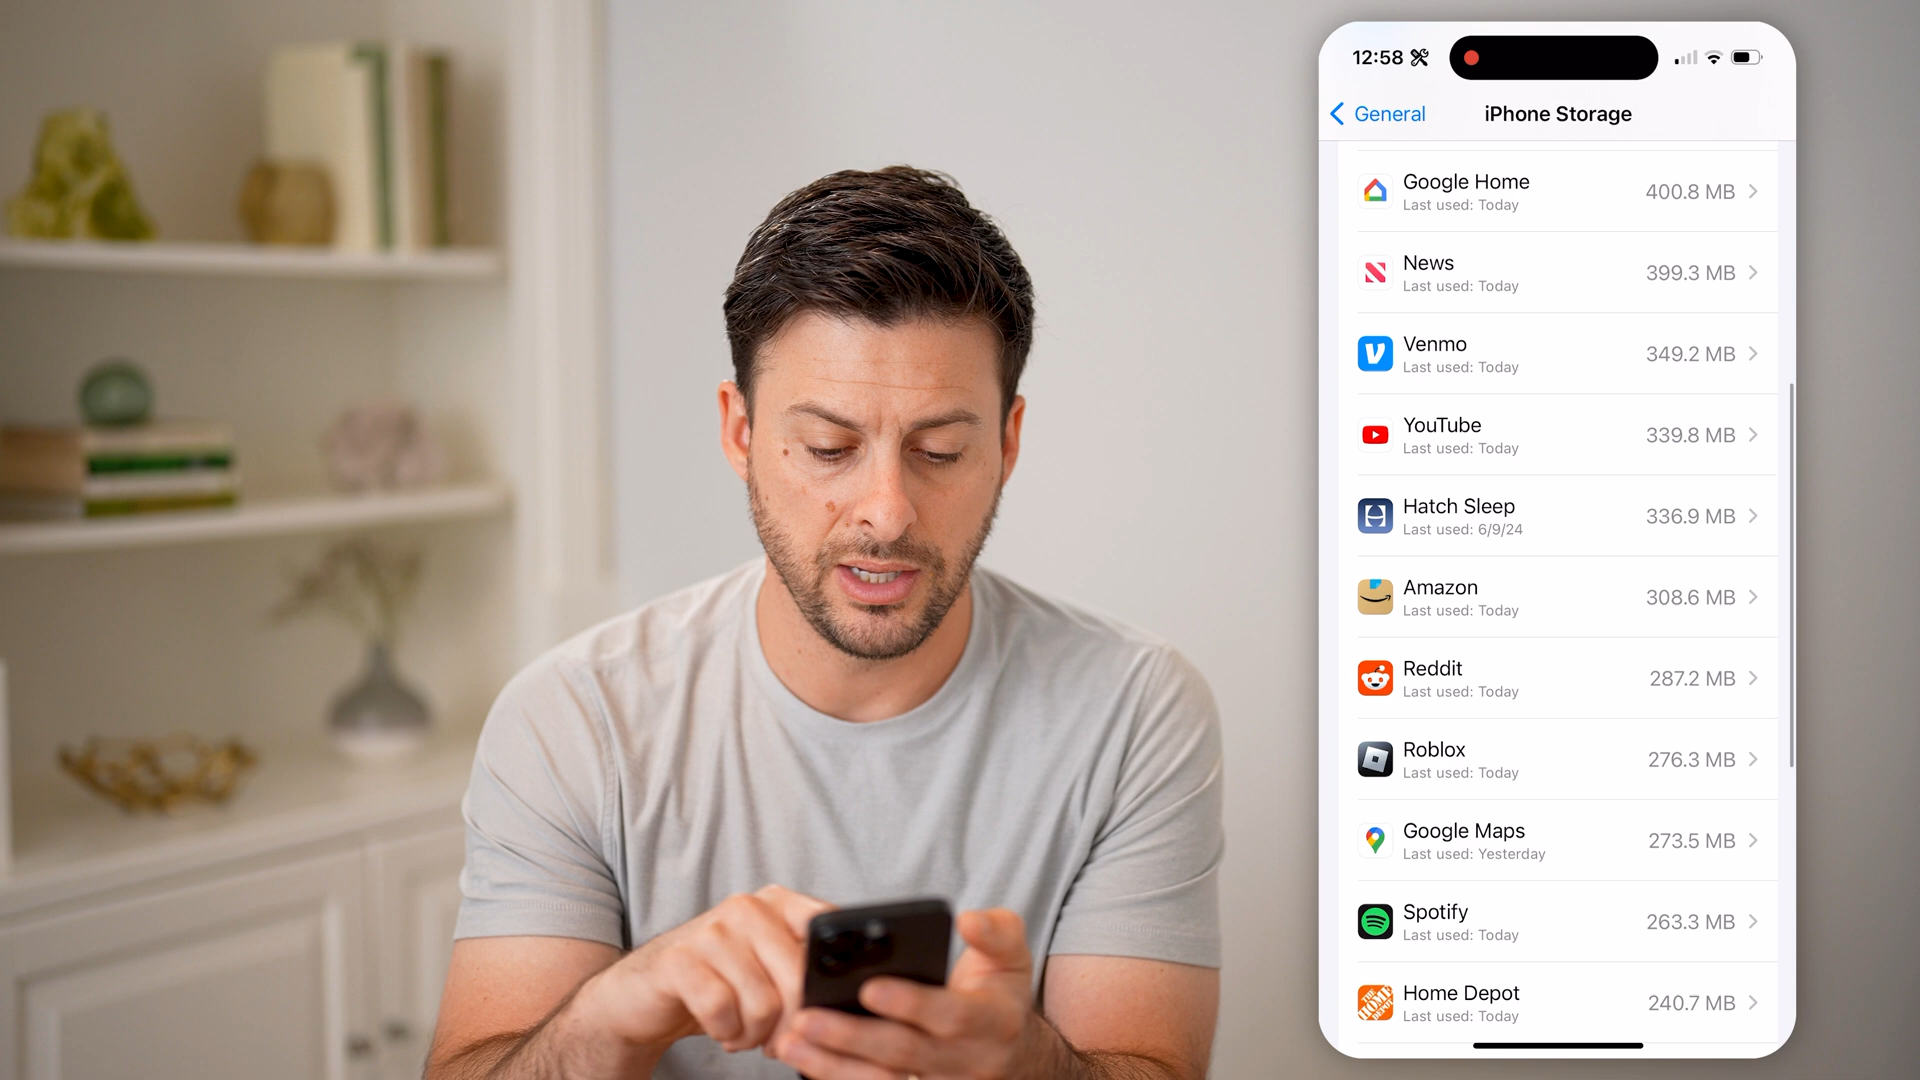 12:58
General
iPhone Storage
Google Home
Last used: Today
400.8 MB
News
Last used: Today
399.3 MB
Venmo
Last used: Today
349.2 MB
YouTube
Last used: Today
339.8 MB
Hatch Sleep
Last used: 6/9/24
336.9 MB
Amazon
Last used: Today
308.6 MB
Reddit
Last used: Today
287.2 MB
Roblox
Last used: Today
276.3 MB
Google Maps
Last used: Yesterday
273.5 MB
Spotify
Last used: Today
263.3 MB
THE
HOME
DEPOT
Home Depot
Last used: Today
240.7 MB